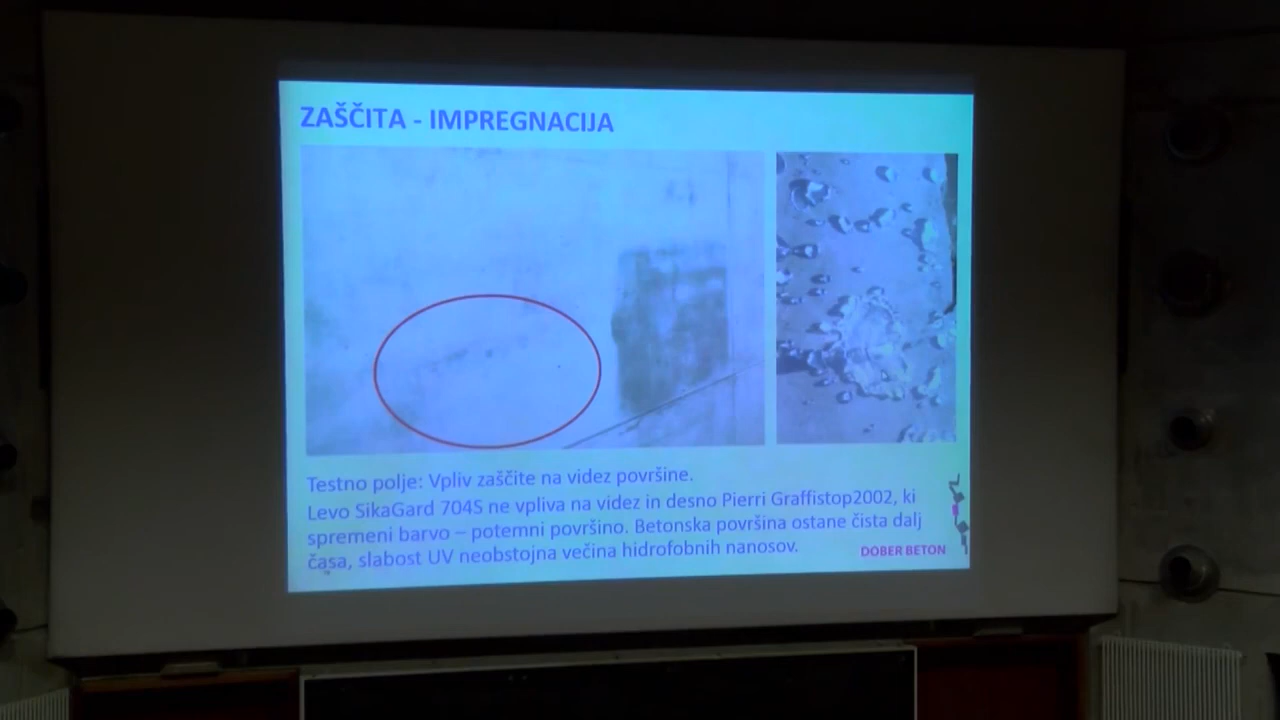 ZAŠČITA - IMPREGNACIJA
Testno polje: Vpliv zaščite na videz površine.
Levo SikaGard 704S ne vpliva na videz in desno Pierri Graffistop2002, ki
spremeni barvo – potemni površino. Betonska površina ostane čista dalj
časa, slabost UV neobstojna večina hidrofobnih nanosov.
DOBER BETON